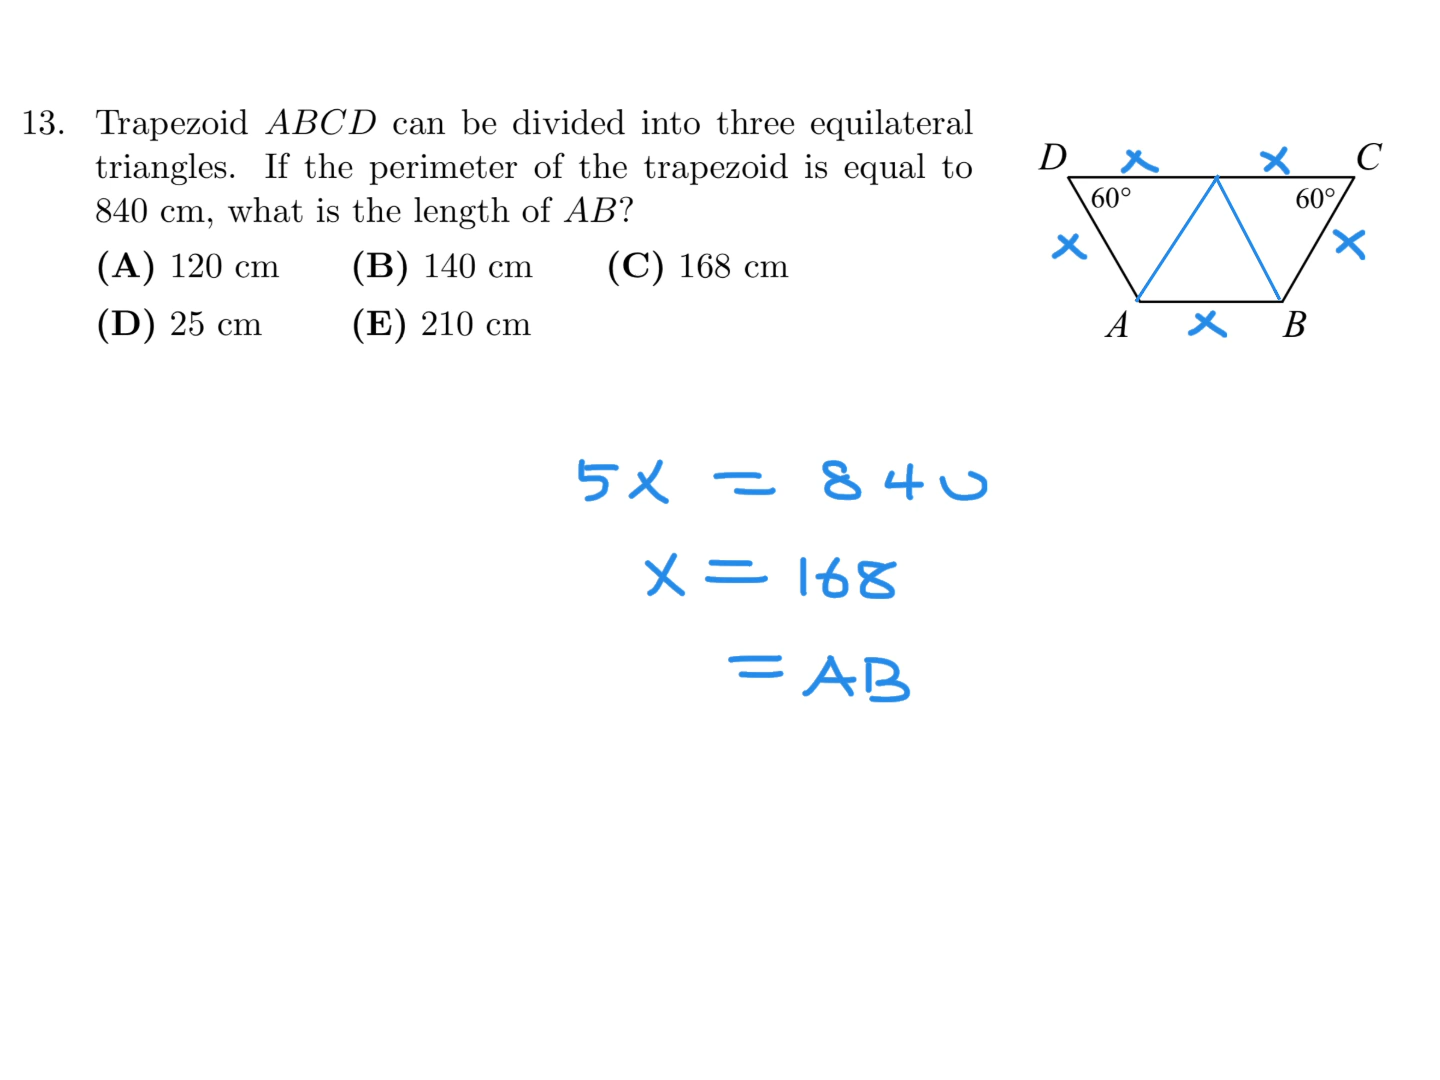 13. Trapezoid ABCD can be divided into three equilateral
triangles. If the perimeter of the trapezoid is equal to
840 cm, what is the length of AB?
(A) 120 cm (B) 140 cm (C) 168 cm
(D) 25 cm (E) 210 cm
D x x C
60° 60°
x x
A x B
5x = 840
x = 168
= AB